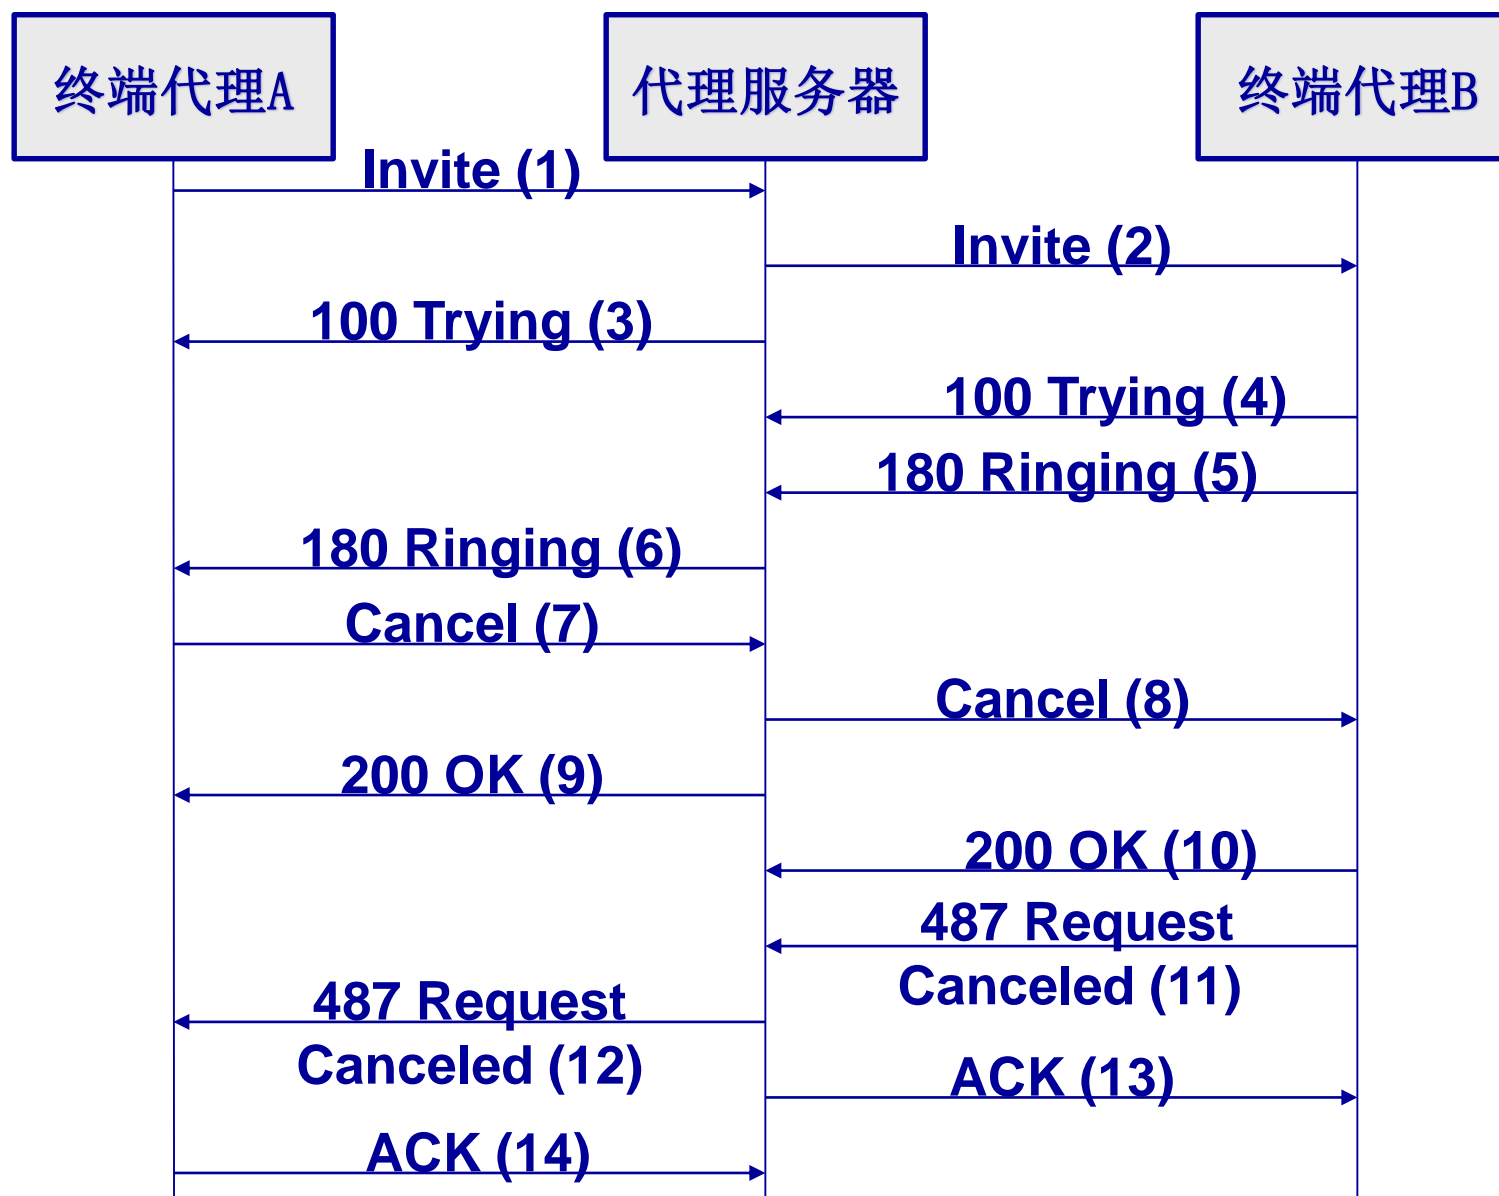 终端代理A
代理服务器
终端代理B
Invite (1)
Invite (2)
100 Trying (3)
100 Trying (4)
180 Ringing (5)
180 Ringing (6)
Cancel (7)
Cancel (8)
200 OK (9)
200 OK (10)
487 Request
Canceled (11)
487 Request
Canceled (12)
ACK (13)
ACK (14)